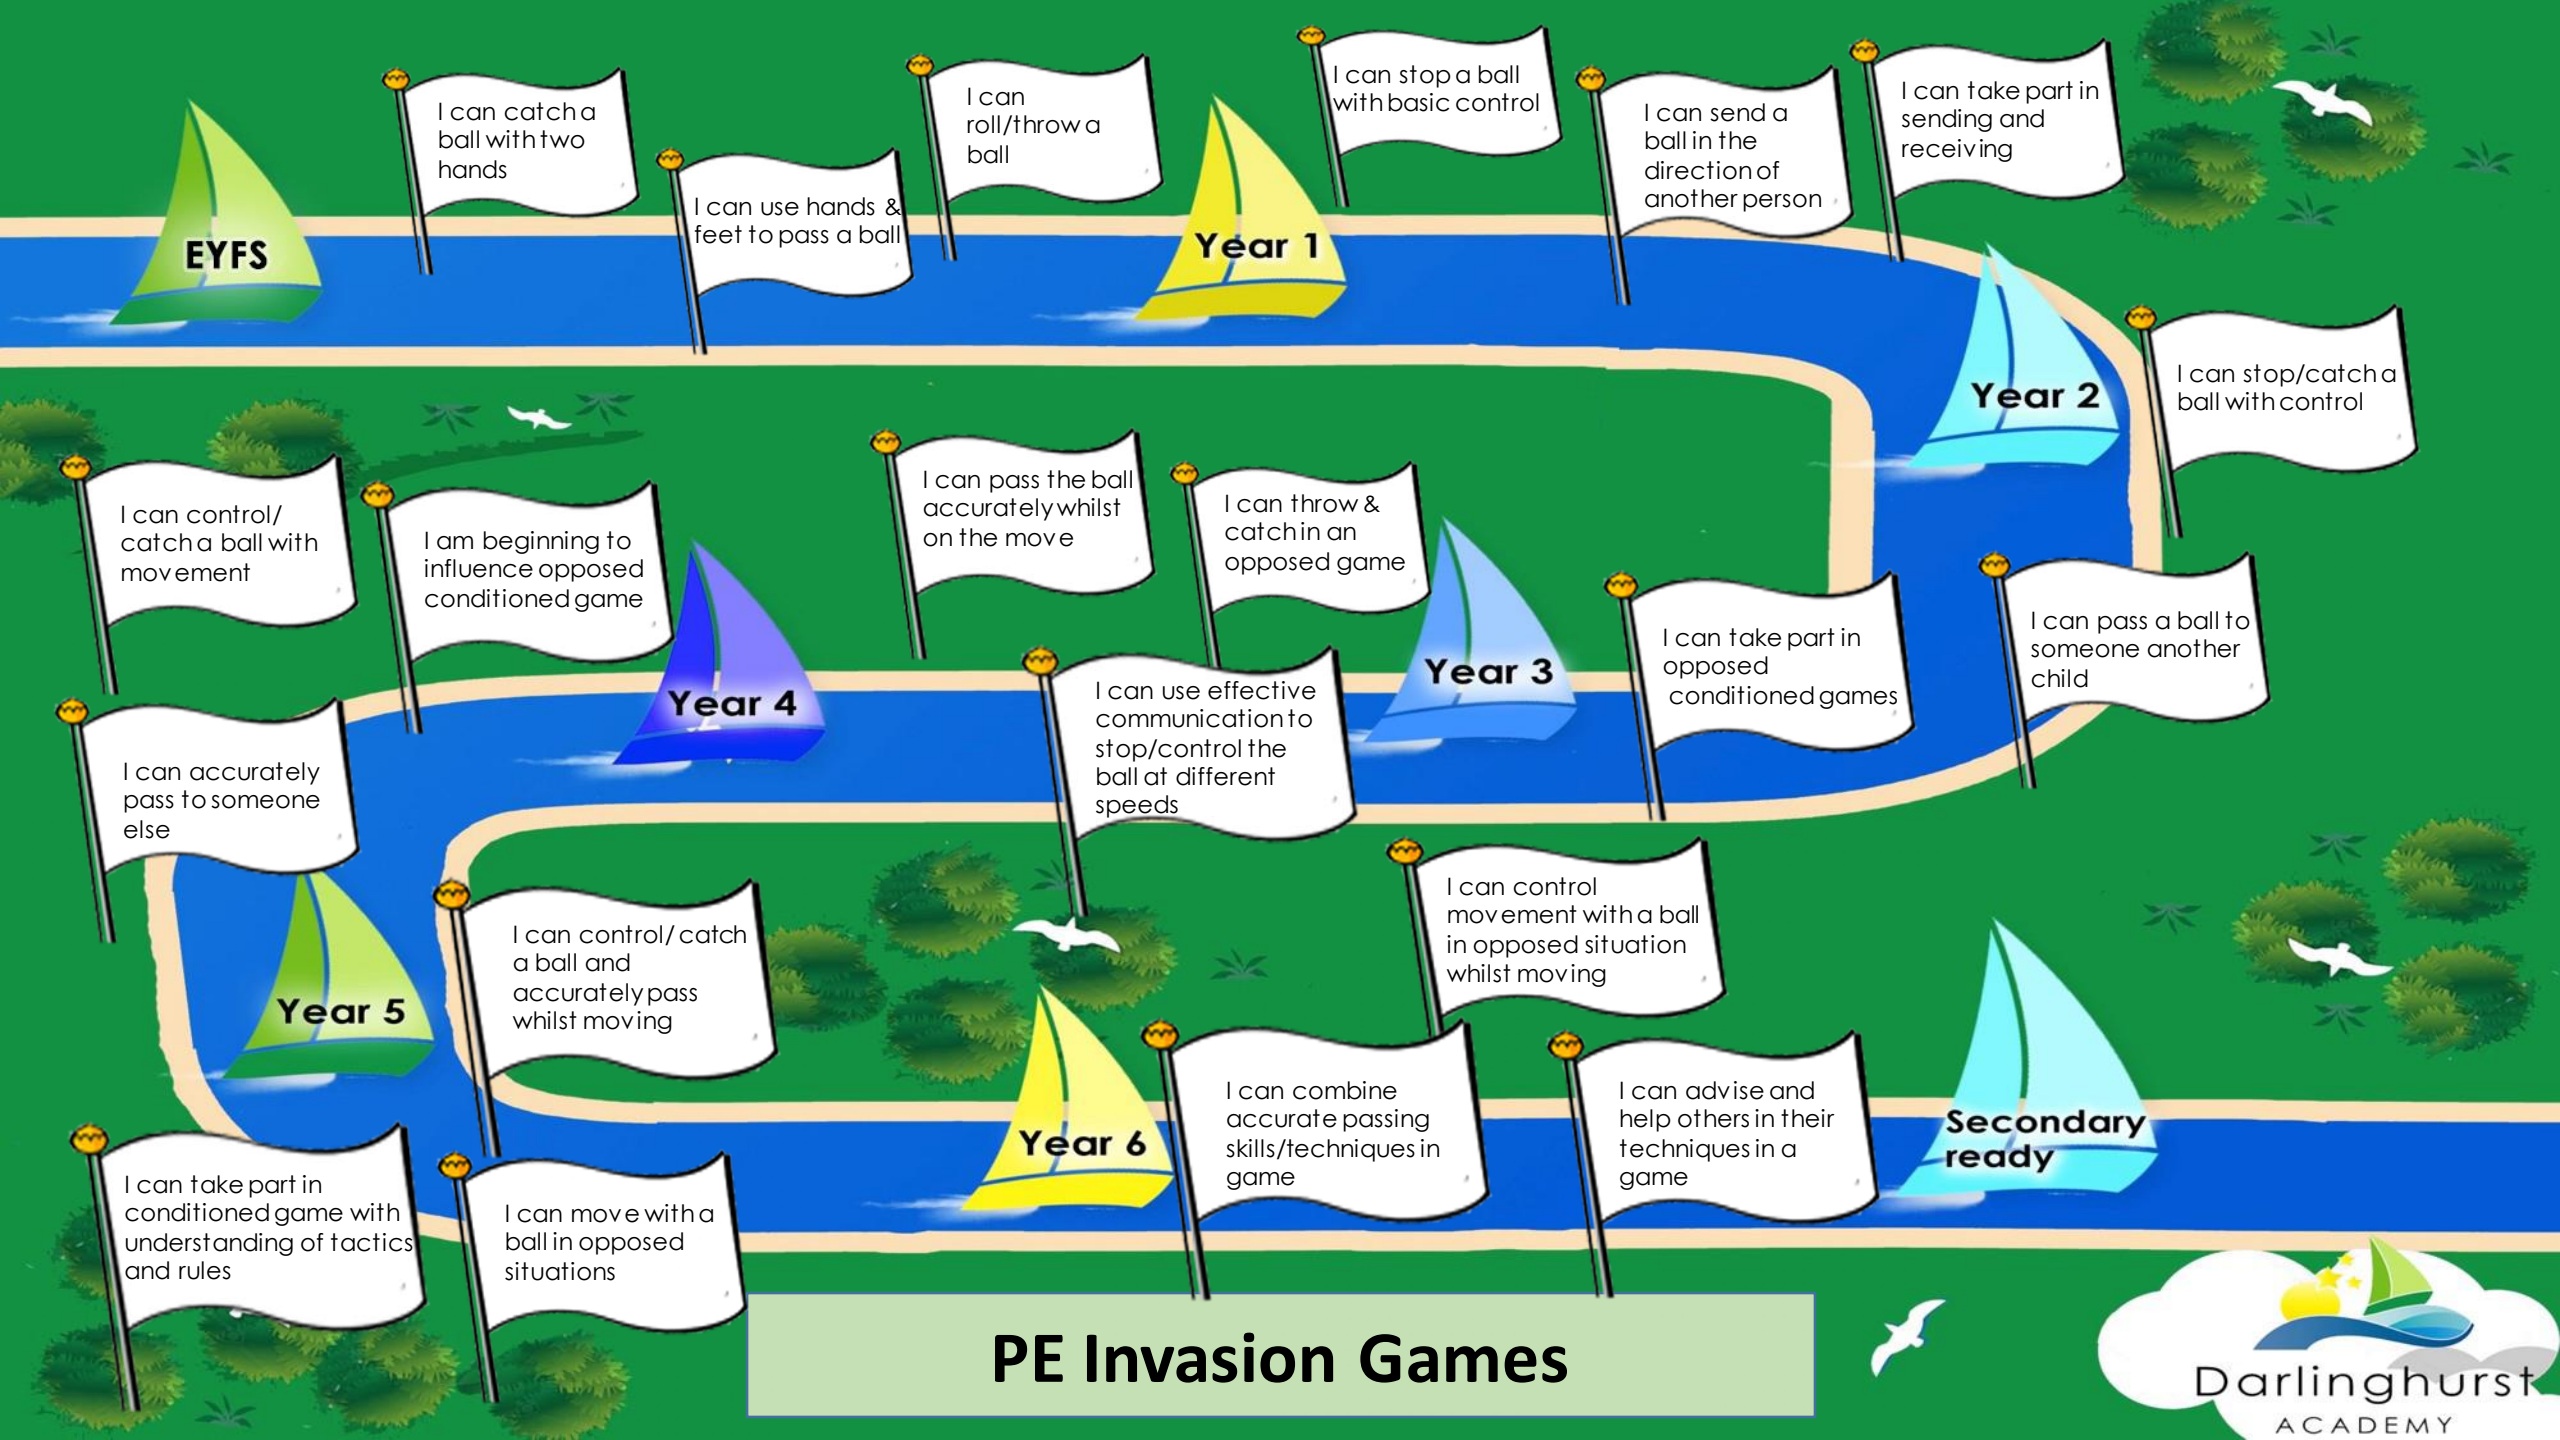 EYFS
I can catch a
ball with two
hands
I can use hands &
feet to pass a ball
I can
roll/throw a
ball
Year 1
I can stop a ball
with basic control
I can send a
ball in the
direction of
another person
I can take part in
sending and
receiving
Year 2
I can stop/catch a
ball with control
I can pass a ball to
someone another
child
I can take part in
opposed
conditioned games
Year 3
I can throw &
catch in an
opposed game
I can use effective
communication to
stop/control the
ball at different
speeds
I can pass the ball
accurately whilst
on the move
Year 4
I am beginning to
influence opposed
conditioned game
I can control/
catch a ball with
movement
I can accurately
pass to someone
else
Year 5
I can control/ catch
a ball and
accurately pass
whilst moving
I can take part in
conditioned game with
understanding of tactics
and rules
I can move with a
ball in opposed
situations
Year 6
I can combine
accurate passing
skills/techniques in
game
I can control
movement with a ball
in opposed situation
whilst moving
I can advise and
help others in their
techniques in a
game
Secondary
ready
PE Invasion Games
Darlinghurst
ACADEMY